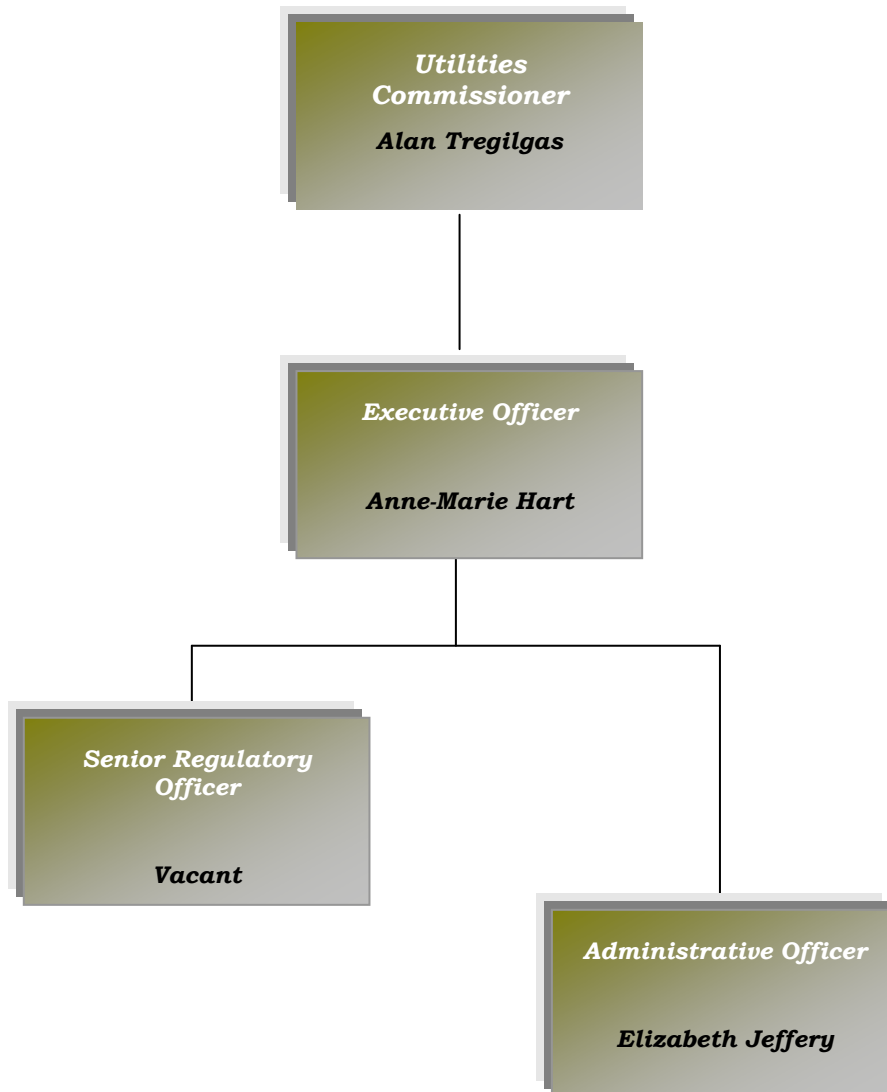 Utilities
Commissioner
Alan Tregilgas
Executive Officer
Anne-Marie Hart
Senior Regulatory
Officer
Vacant
Administrative Officer
Elizabeth Jeffery